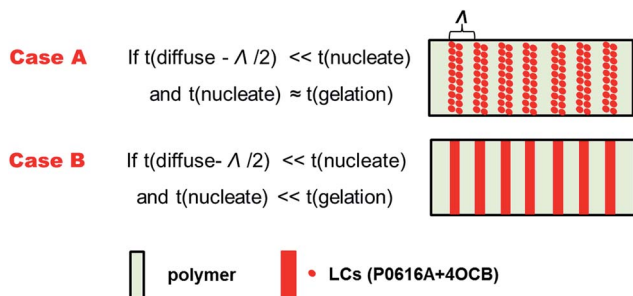 Λ
Case A
If t(diffuse - Λ /2) << t(nucleate)
and t(nucleate) ≈ t(gelation)
Case B
If t(diffuse- Λ /2) << t(nucleate)
and t(nucleate) << t(gelation)
polymer
LCs (P0616A+4OCB)